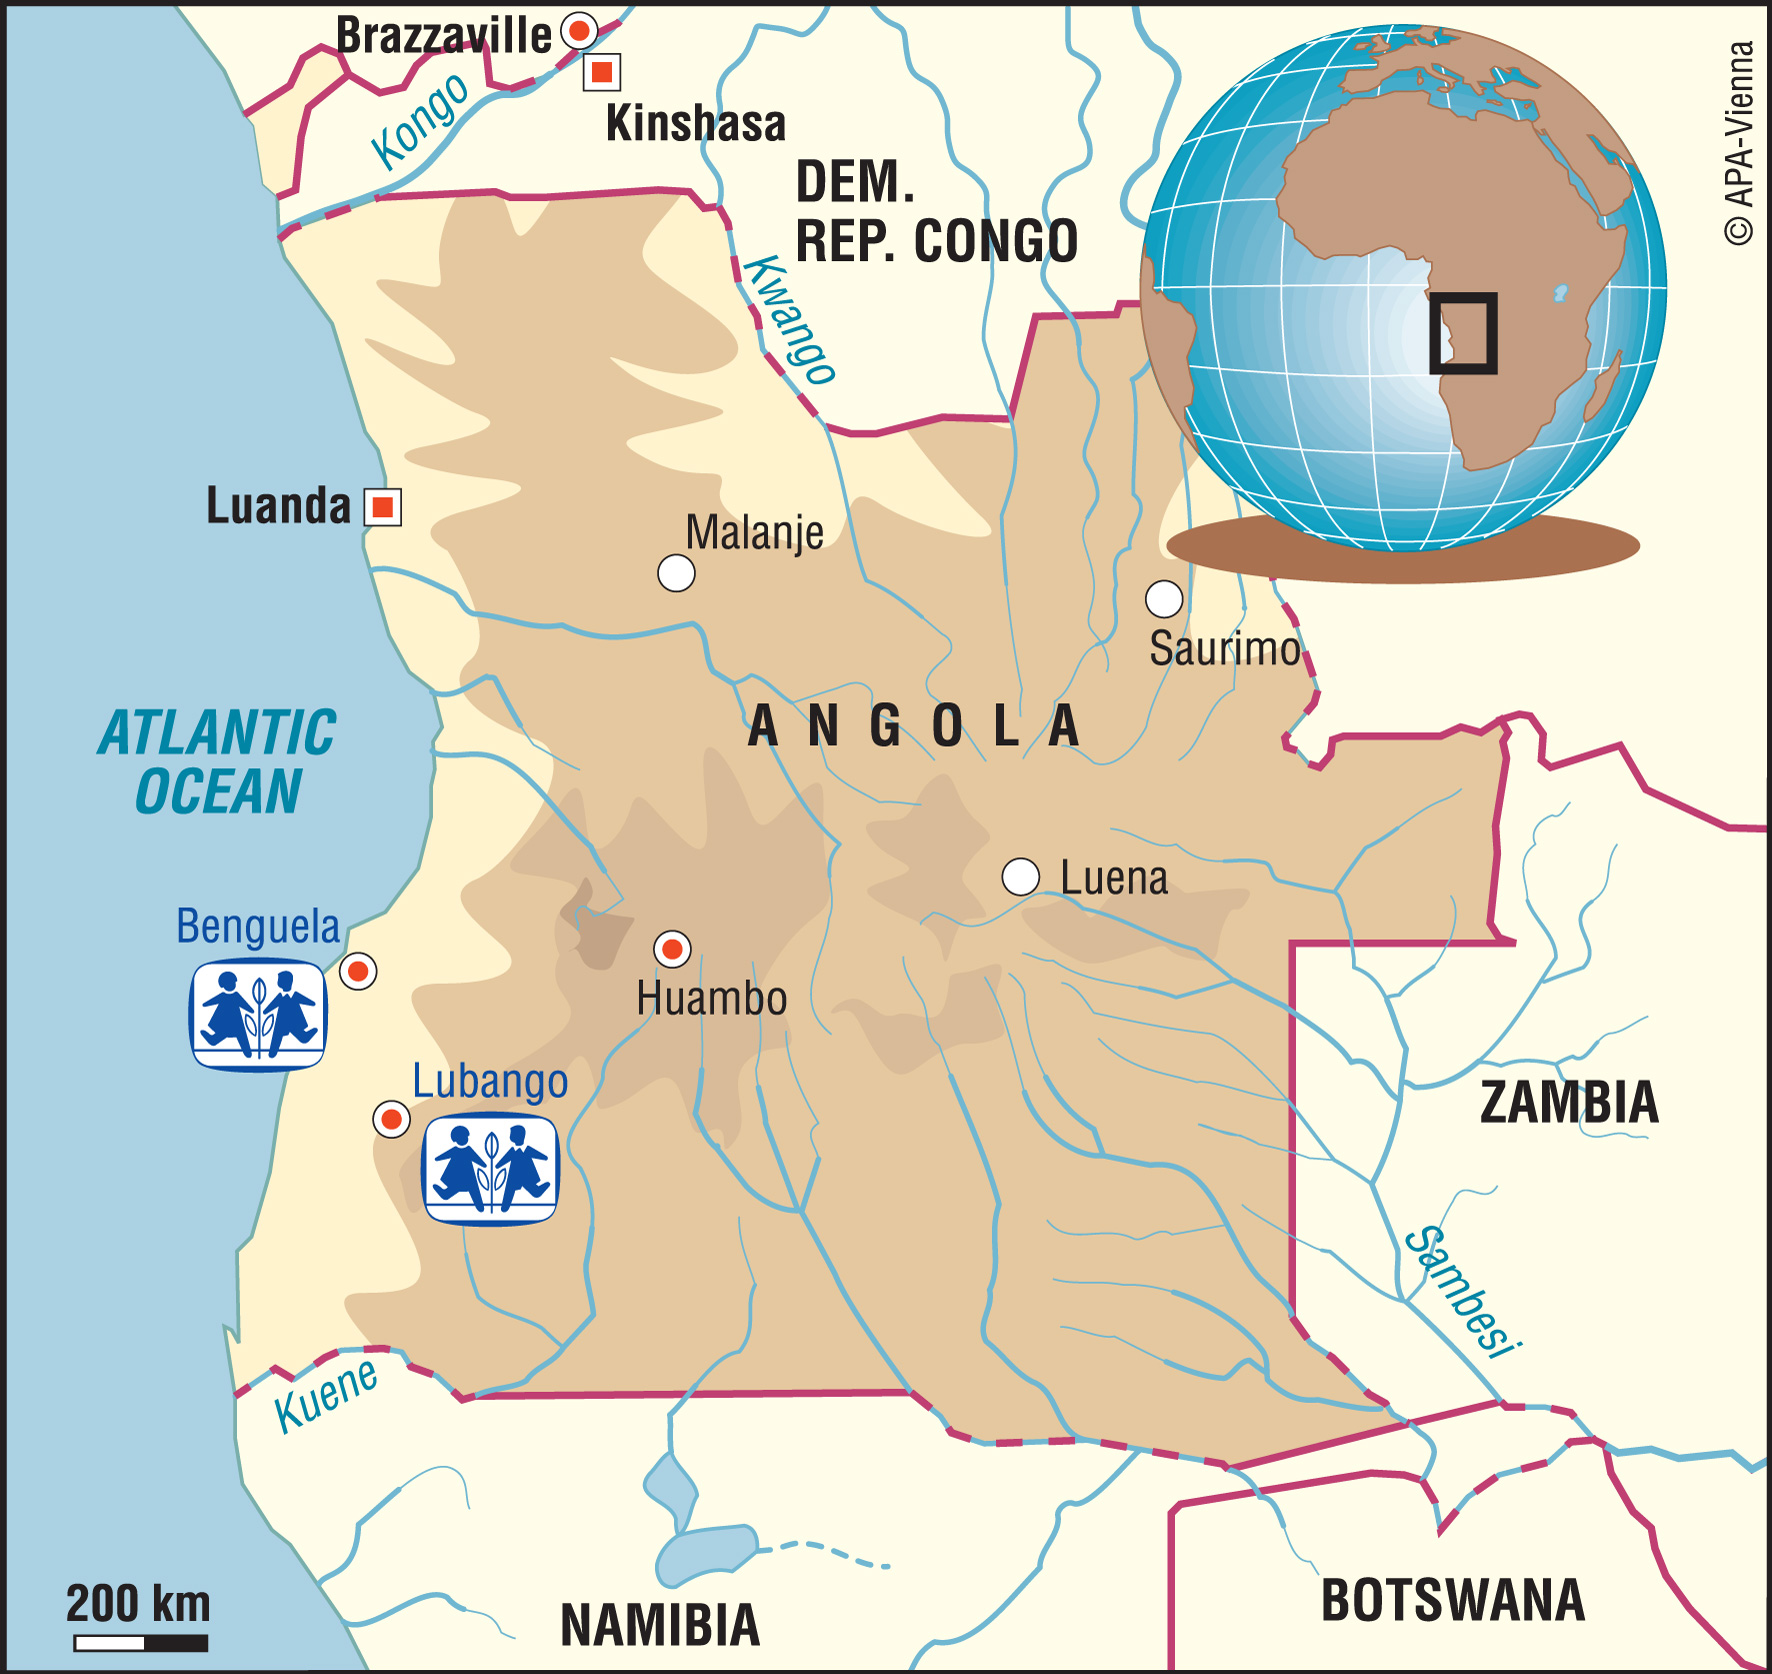 Brazzaville
Kongo
Kinshasa
DEM.
REP. CONGO
© APA-Vienna
Kwango
Luanda
Malanje
Saurimo
ATLANTIC
OCEAN
ANGOLA
Luena
Benguela
Huambo
Lubango
ZAMBIA
Sambesi
Kuene
200 km
NAMIBIA
BOTSWANA